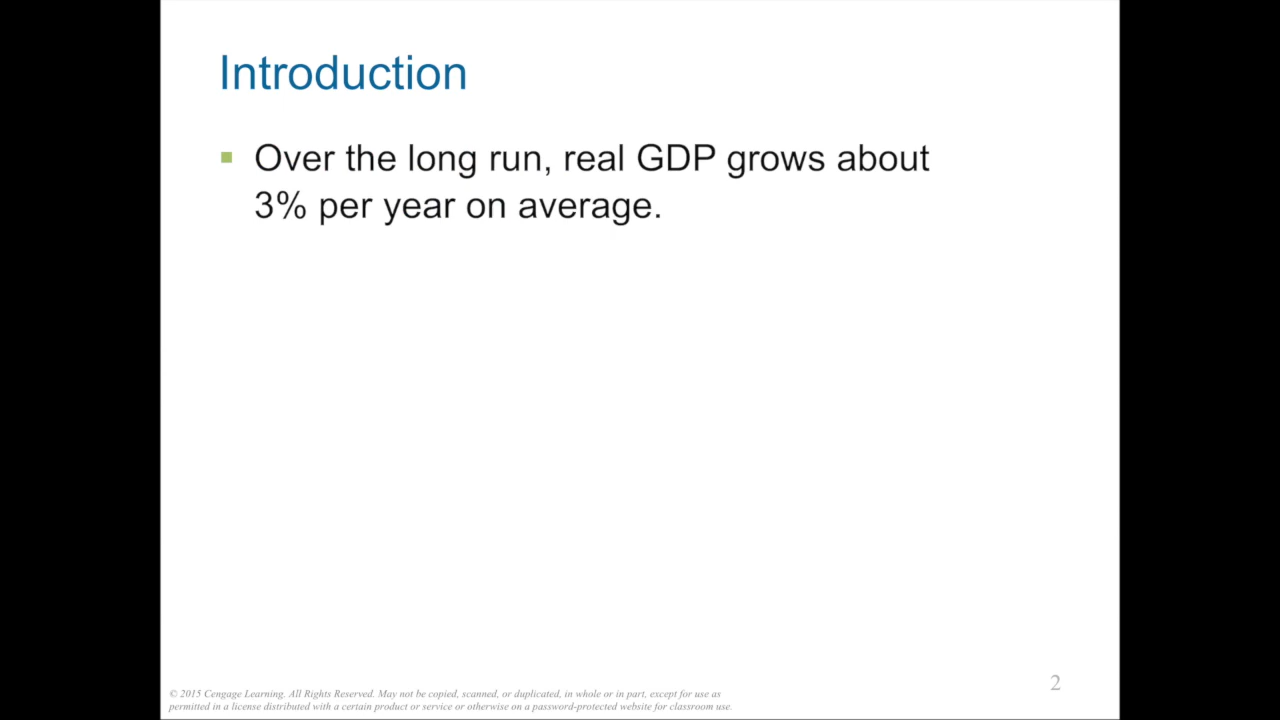 Introduction
Over the long run, real GDP grows about
3% per year on average.
© 2015 Cengage Learning. All Rights Reserved. May not be copied, scanned, or duplicated, in whole or in part, except for use as
permitted in a license distributed with a certain product or service or otherwise on a password-protected website for classroom use.
2